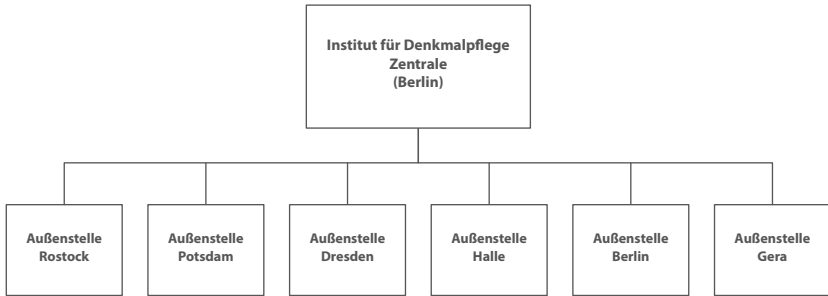 Institut für Denkmalpflege
Zentrale
(Berlin)
Außenstelle
Rostock
Außenstelle
Potsdam
Außenstelle
Dresden
Außenstelle
Halle
Außenstelle
Berlin
Außenstelle
Gera